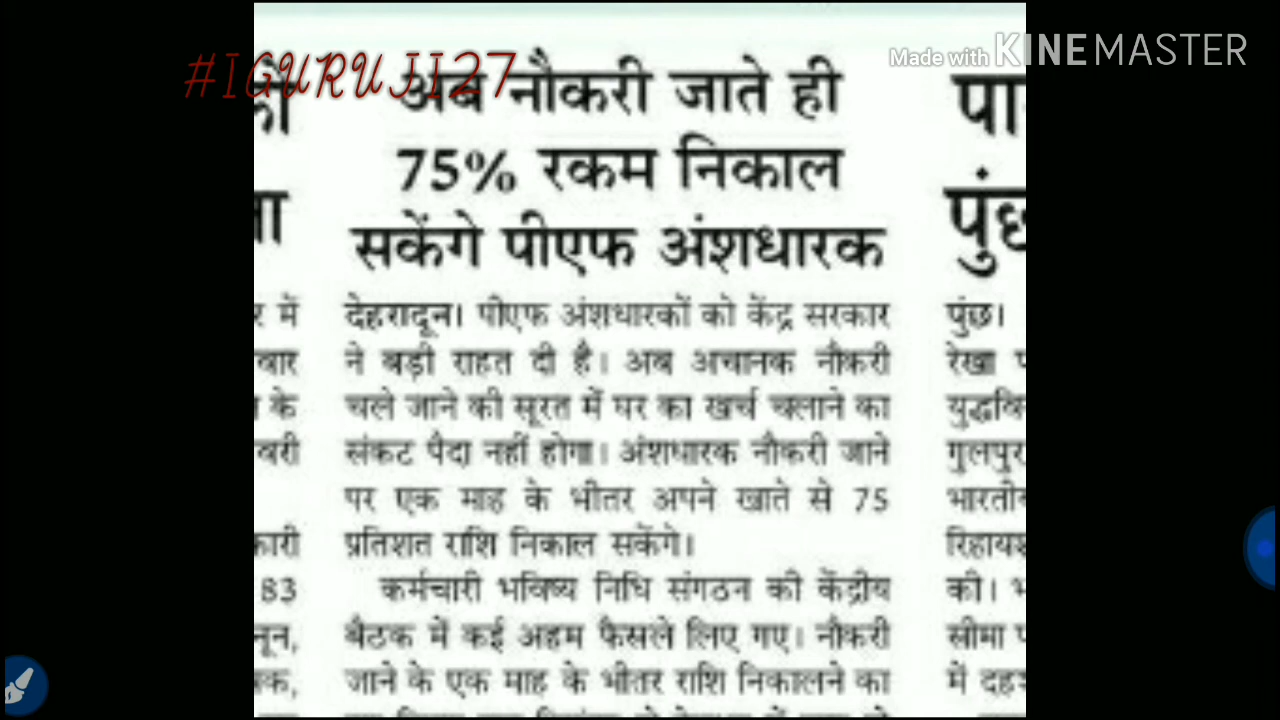 #IGURUJI27
Made with KINEMASTER
अब नौकरी जाते ही
75% रकम निकाल
सकेंगे पीएफ अंशधारक
देहरादून। पीएफ अंशधारकों को केंद्र सरकार
ने बड़ी राहत दी है। अब अचानक नौकरी
चले जाने की सूरत में घर का खर्च चलाने का
संकट पैदा नहीं होगा। अंशधारक नौकरी जाने
पर एक माह के भीतर अपने खाते से 75
प्रतिशत राशि निकाल सकेंगे।
कर्मचारी भविष्य निधि संगठन की केंद्रीय
बैठक में कई अहम फैसले लिए गए। नौकरी
जाने के एक माह के भीतर राशि निकालने का
में
के
83
पुंछ
पुंछ।
रेखा
की।
सीमा
में